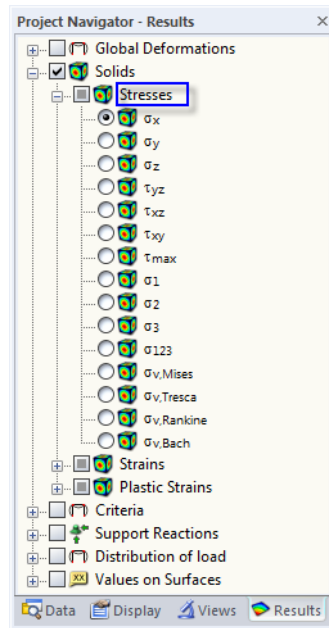 Project Navigator - Results
Global Deformations
Solids
Stresses
σx
σy
σz
τyz
τxz
τxy
τmax
σ1
σ2
σ3
σ123
σv,Mises
σv,Tresca
σv,Rankine
σv,Bach
Strains
Plastic Strains
Criteria
Support Reactions
Distribution of load
xx Values on Surfaces
Data Display Views Results